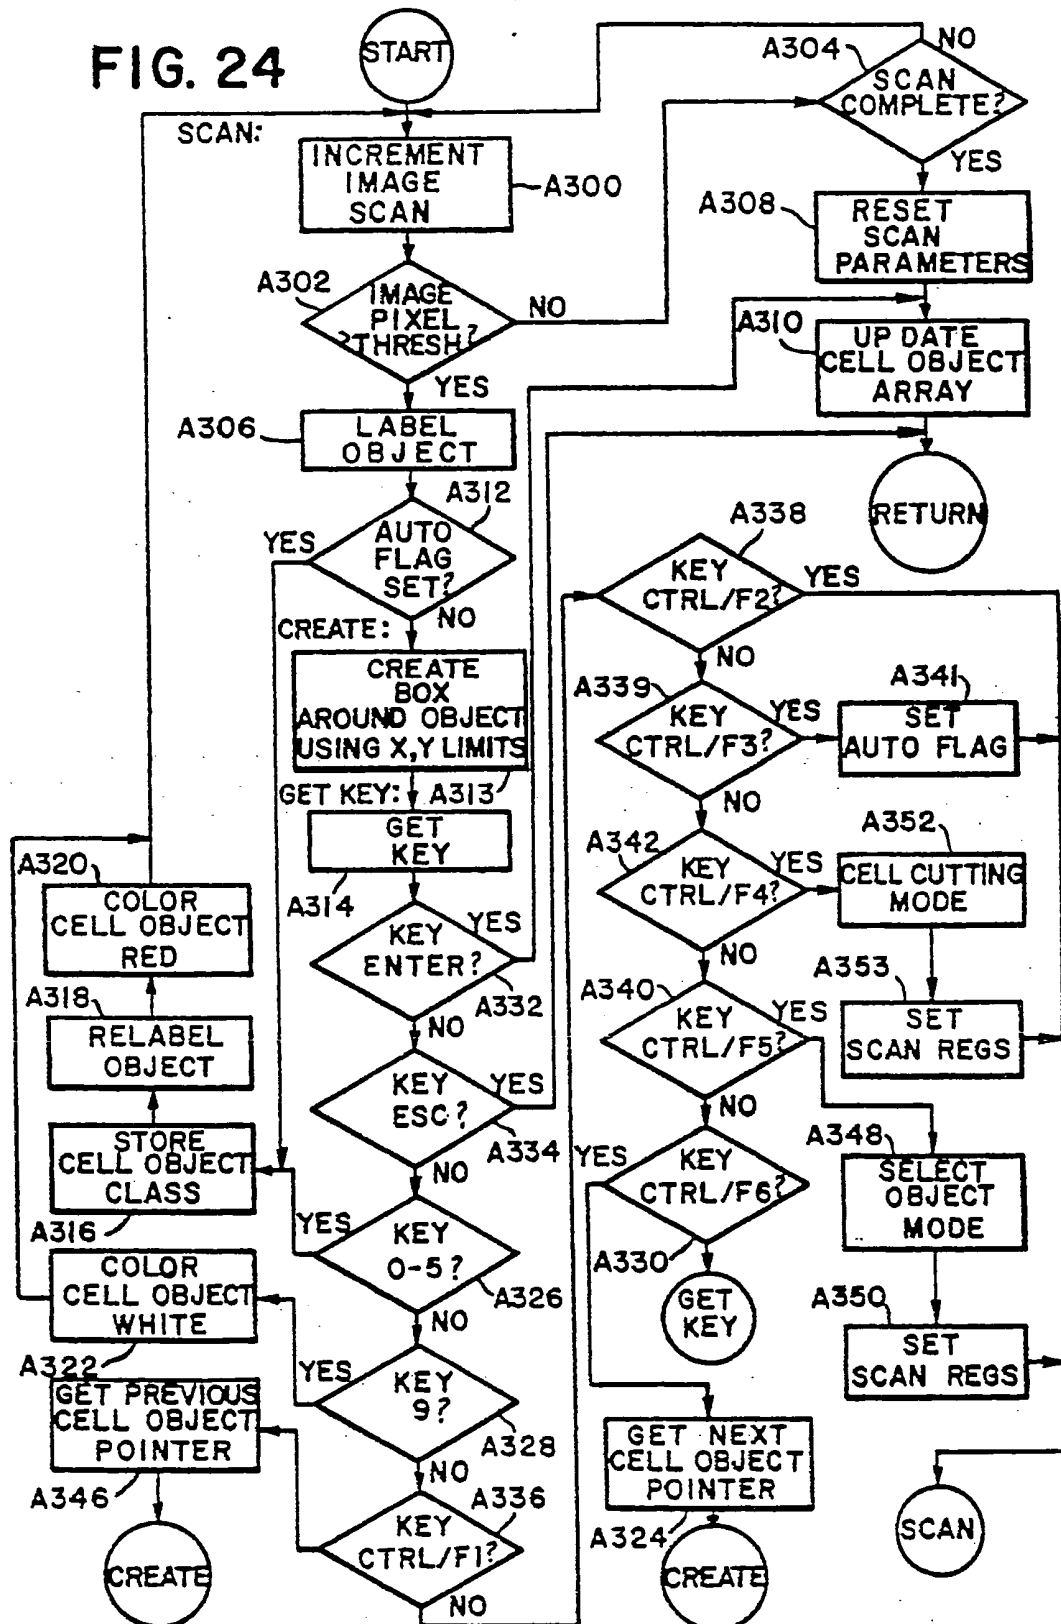 FIG. 24
START
SCAN:
INCREMENT
IMAGE
SCAN
A300
A302
IMAGE
PIXEL
>THRESH?
NO
YES
A304
NO
SCAN
COMPLETE?
YES
A308
RESET
SCAN
PARAMETERS
A310
UP DATE
CELL OBJECT
ARRAY
RETURN
A306
LABEL
OBJECT
A312
YES
AUTO
FLAG
SET?
NO
CREATE:
CREATE
BOX
AROUND OBJECT
USING X,Y LIMITS
GET KEY:
A313
GET
KEY
A314
KEY
ENTER?
YES
A332
NO
KEY
ESC?
YES
A334
NO
YES
KEY
0-5?
A326
NO
YES
KEY
9?
A328
NO
A336
KEY
CTRL/F1?
NO
A320
COLOR
CELL OBJECT
RED
A318
RELABEL
OBJECT
STORE
CELL OBJECT
CLASS
A316
COLOR
CELL OBJECT
WHITE
A322
GET PREVIOUS
CELL OBJECT
POINTER
A346
CREATE
A338
KEY
CTRL/F2?
YES
NO
A339
KEY
CTRL/F3?
YES
A341
SET
AUTO FLAG
NO
A342
KEY
CTRL/F4?
YES
A352
CELL CUTTING
MODE
NO
A353
SET
SCAN REGS
A340
KEY
CTRL/F5?
YES
NO
A348
SELECT
OBJECT
MODE
YES
KEY
CTRL/F6?
A330
GET
KEY
A350
SET
SCAN REGS
GET NEXT
CELL OBJECT
POINTER
A324
CREATE
SCAN